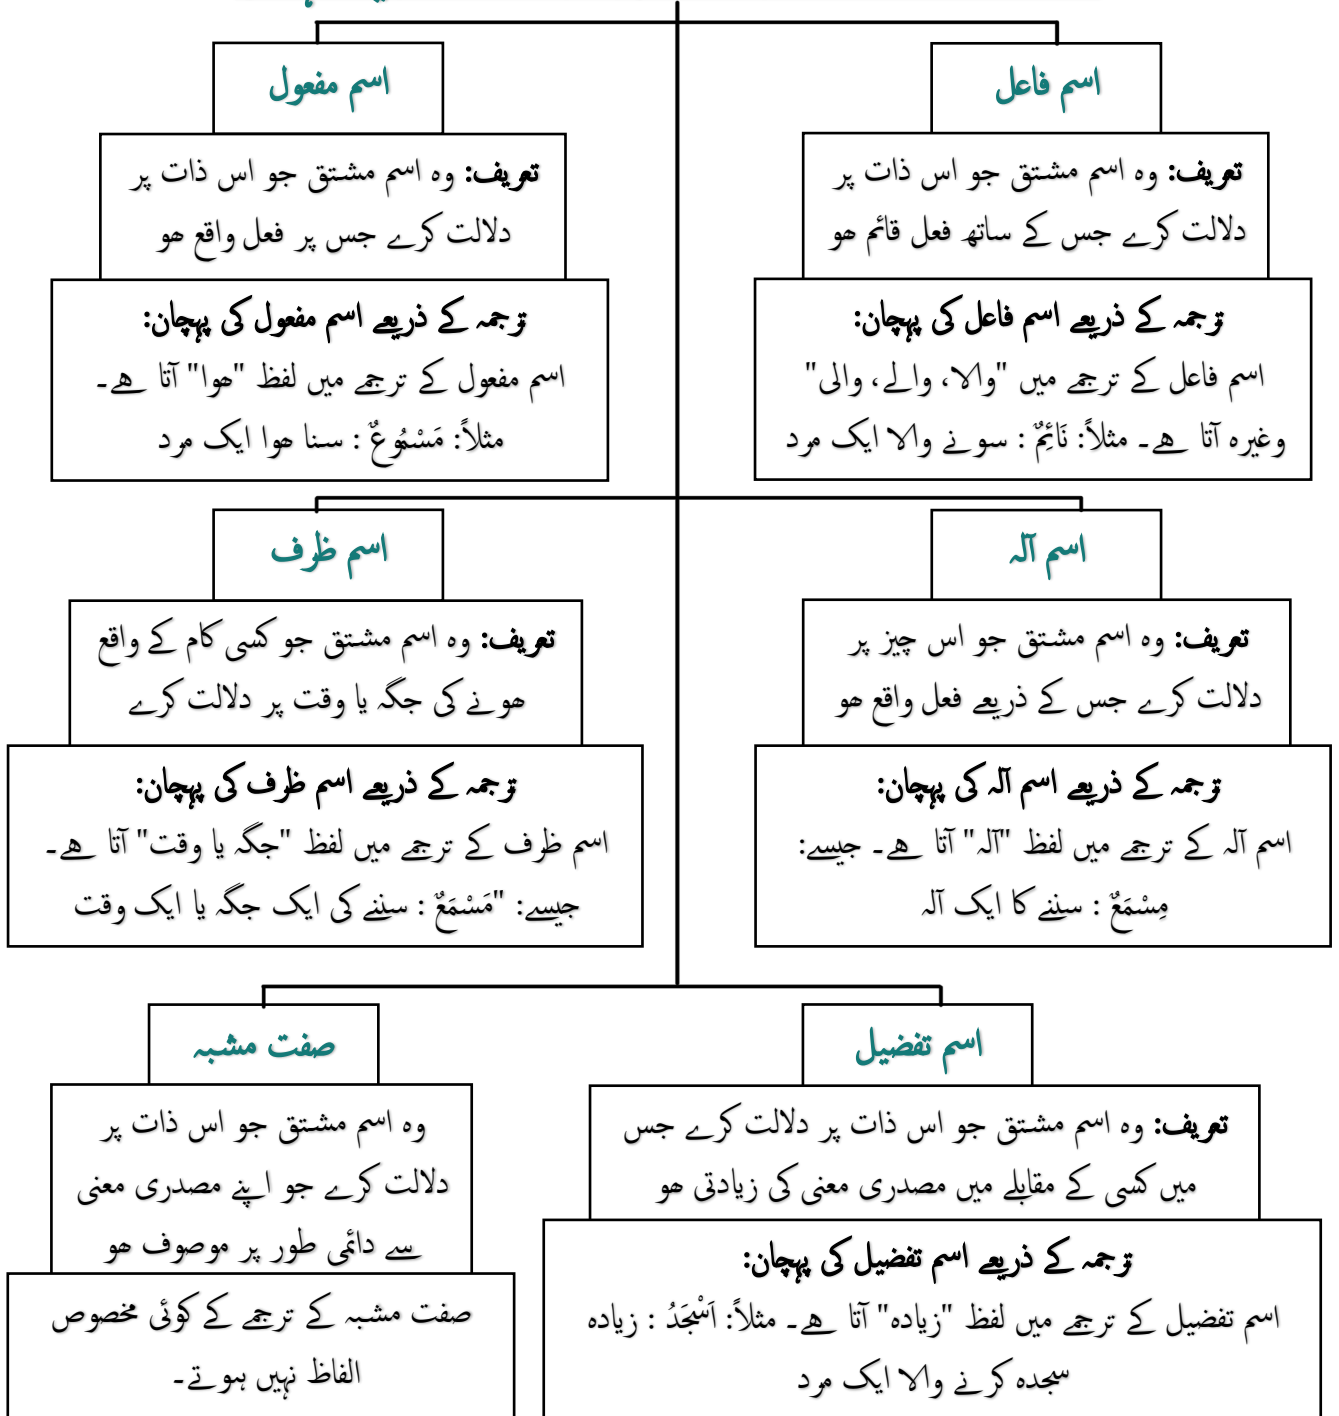 اسم فاعل
تعریف: وہ اسم مشتق جو اس ذات پر
دلالت کرے جس کے ساتھ فعل قائم ھو
ترجمہ کے ذریعے اسم فاعل کی پہچان:
اسم فاعل کے ترجمے میں "والا، والے، والی"
وغیرہ آتا ہے۔ مثلاً: نَائِمٌ : سونے والا ایک مرد
اسم مفعول
تعریف: وہ اسم مشتق جو اس ذات پر
دلالت کرے جس پر فعل واقع ھو
ترجمہ کے ذریعے اسم مفعول کی پہچان:
اسم مفعول کے ترجمے میں لفظ "ھوا" آتا ہے۔
مثلاً: مَسْمُوعٌ : سنا ھوا ایک مرد
اسم آلہ
تعریف: وہ اسم مشتق جو اس چیز پر
دلالت کرے جس کے ذریعے فعل واقع ھو
ترجمہ کے ذریعے اسم آلہ کی پہچان:
اسم آلہ کے ترجمے میں لفظ "آلہ" آتا ہے۔ جیسے:
مِسْمَعٌ : سننے کا ایک آلہ
اسم ظرف
تعریف: وہ اسم مشتق جو کسی کام کے واقع
ھونے کی جگہ یا وقت پر دلالت کرے
ترجمہ کے ذریعے اسم ظرف کی پہچان:
اسم ظرف کے ترجمے میں لفظ "جگہ یا وقت" آتا ہے۔
جیسے: "مَسْمَعٌ : سننے کی ایک جگہ یا ایک وقت
اسم تفضیل
تعریف: وہ اسم مشتق جو اس ذات پر دلالت کرے جس
میں کسی کے مقابلے میں مصدری معنی کی زیادتی ھو
ترجمہ کے ذریعے اسم تفضیل کی پہچان:
اسم تفضیل کے ترجمے میں لفظ "زیادہ" آتا ہے۔ مثلاً: اَسْجَدُ : زیادہ
سجدہ کرنے والا ایک مرد
صفت مشبہ
وہ اسم مشتق جو اس ذات پر
دلالت کرے جو اپنے مصدری معنی
سے دائمی طور پر موصوف ھو
صفت مشبہ کے ترجمے کے کوئی مخصوص
الفاظ نہیں ہوتے۔